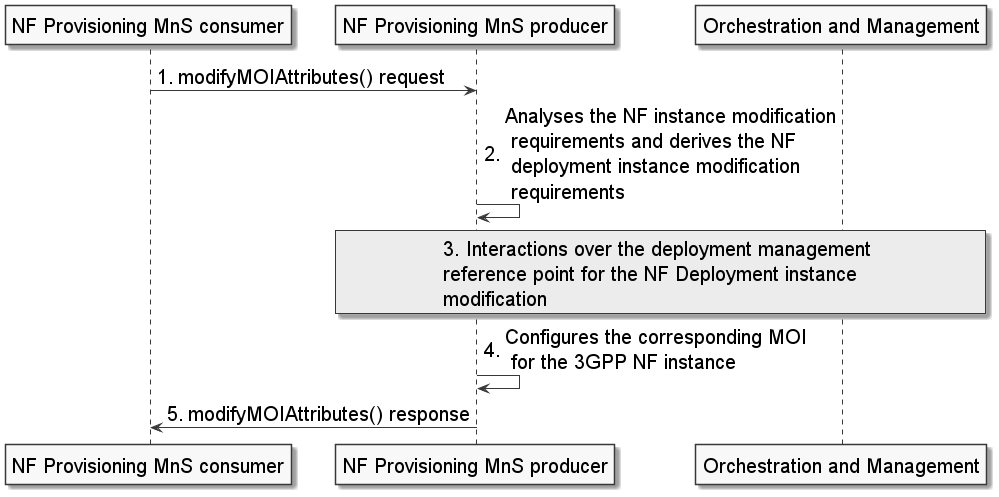 NF Provisioning MnS consumer
NF Provisioning MnS producer
Orchestration and Management
1. modifyMOIAttributes() request
Analyses the NF instance modification
requirements and derives the NF
2.
deployment instance modification
requirements
3. Interactions over the deployment management
reference point for the NF Deployment instance
modification
Configures the corresponding MOI
4.
for the 3GPP NF instance
5. modifyMOIAttributes() response
NF Provisioning MnS consumer
NF Provisioning MnS producer
Orchestration and Management